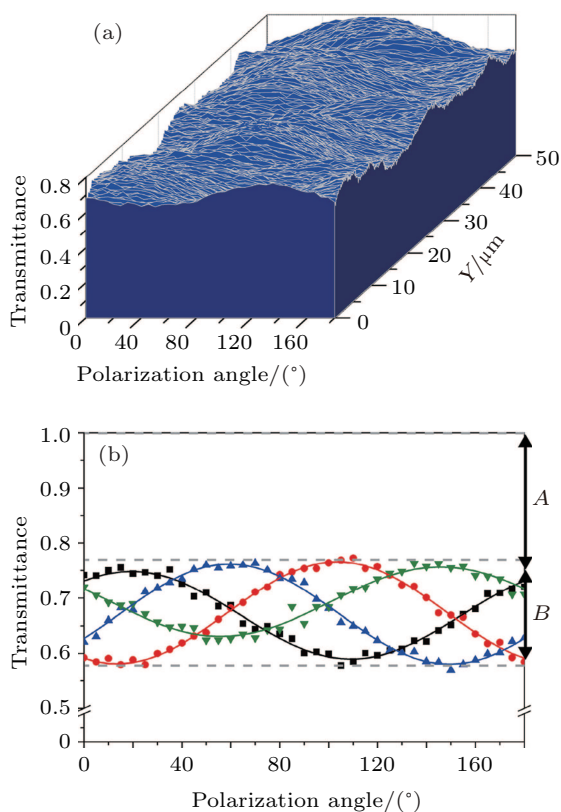 (a)
Transmittance
0.8
0.6
0.4
0.2
0
0 40 80 120 160
Polarization angle/(°)
0
10
20
30
40
50
Y/μm
(b)
Transmittance
1.0
0.9
0.8
0.7
0.6
0.5
0
0 40 80 120 160
Polarization angle/(°)
A
B